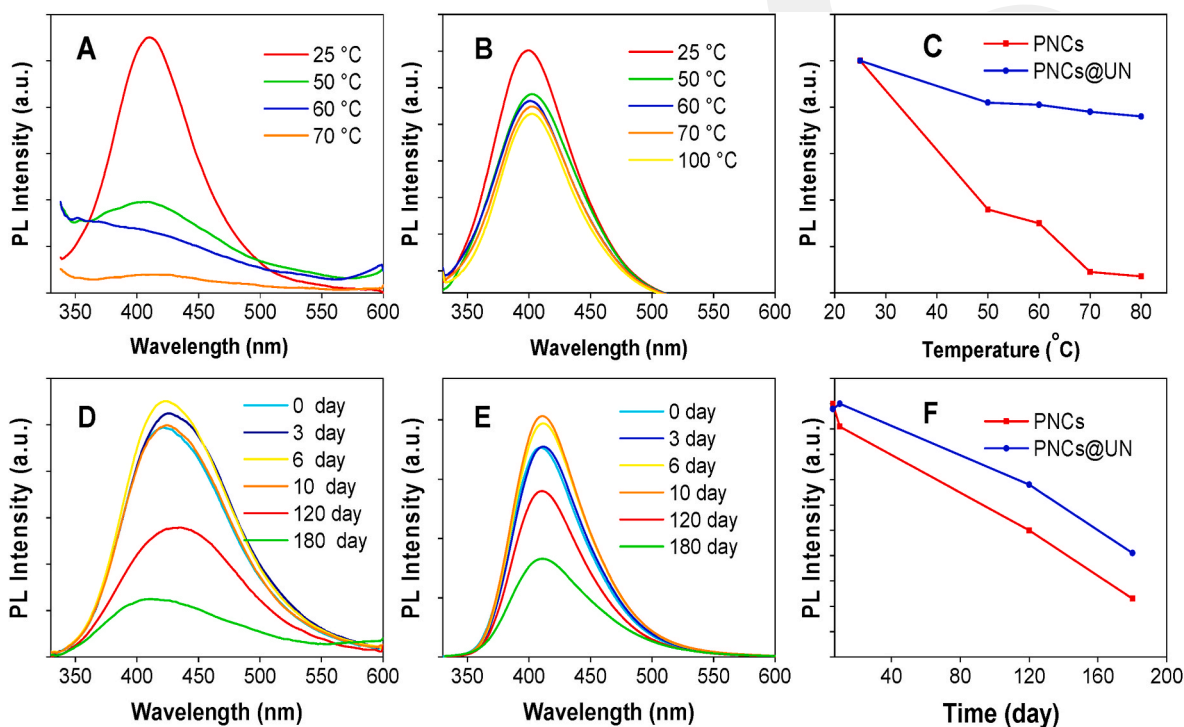 A
25 °C
50 °C
60 °C
70 °C
PL Intensity (a.u.)
350 400 450 500 550 600
Wavelength (nm)
B
25 °C
50 °C
60 °C
70 °C
100 °C
PL Intensity (a.u.)
350 400 450 500 550 600
Wavelength (nm)
C
PNCs
PNCs@UN
PL Intensity (a.u.)
20 30 40 50 60 70 80
Temperature (°C)
D
0 day
3 day
6 day
10 day
120 day
180 day
PL Intensity (a.u.)
350 400 450 500 550 600
Wavelength (nm)
E
0 day
3 day
6 day
10 day
120 day
180 day
PL Intensity (a.u.)
350 400 450 500 550 600
Wavelength (nm)
F
PNCs
PNCs@UN
PL Intensity (a.u.)
40 80 120 160 200
Time (day)